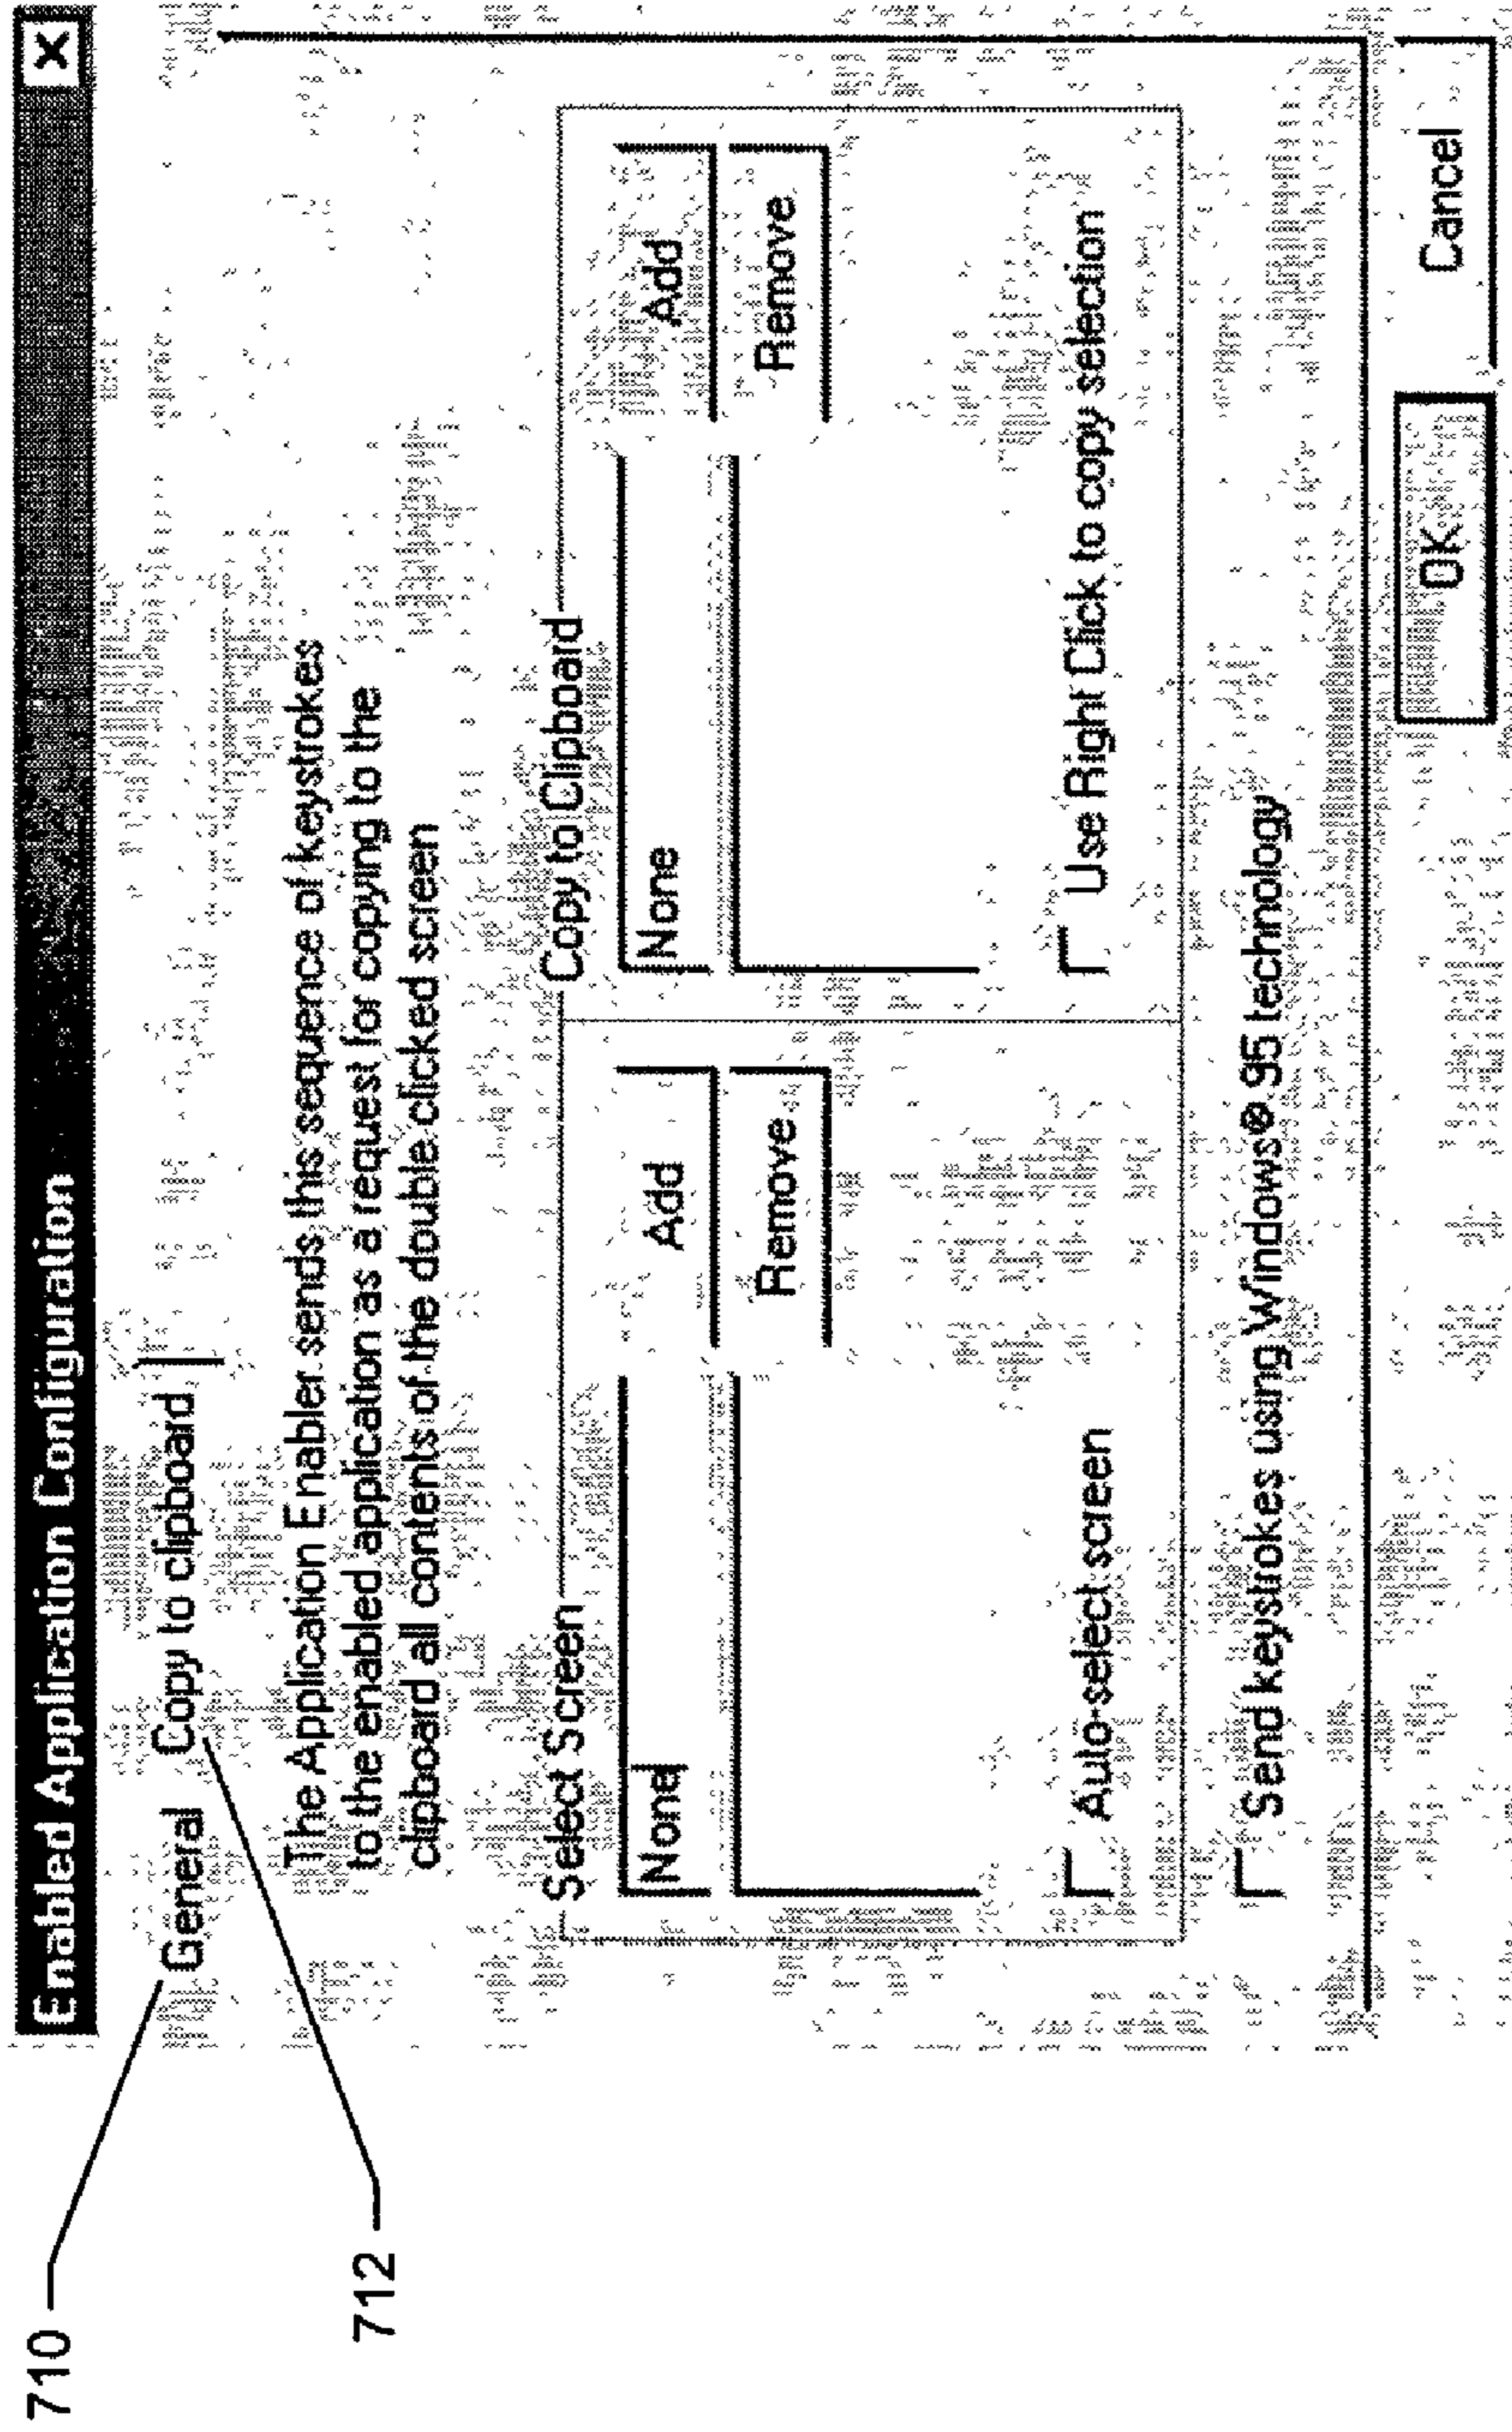 Enabled Application Configuration
710
General
Copy to clipboard
712
The Application Enabler sends this sequence of keystrokes
to the enabled application as a request for copying to the
clipboard all contents of the double clicked screen
Select Screen
None
Add
Remove
Auto-select screen
Copy to Clipboard
None
Add
Remove
Use Right Click to copy selection
Send keystrokes using Windows® 95 technology
OK
Cancel